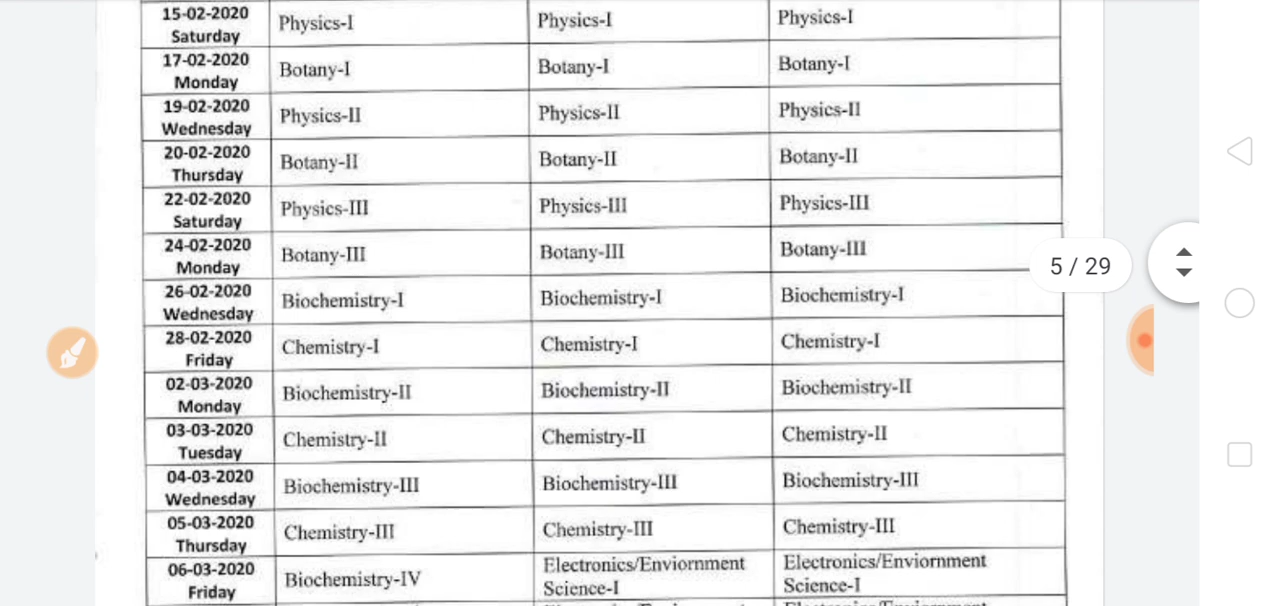 15-02-2020
Saturday
Physics-I
Physics-I
Physics-I
17-02-2020
Monday
Botany-I
Botany-I
Botany-I
19-02-2020
Wednesday
Physics-II
Physics-II
Physics-II
20-02-2020
Thursday
Botany-II
Botany-II
Botany-II
22-02-2020
Saturday
Physics-III
Physics-III
Physics-III
24-02-2020
Monday
Botany-III
Botany-III
Botany-III
5 / 29
26-02-2020
Wednesday
Biochemistry-I
Biochemistry-I
Biochemistry-I
28-02-2020
Friday
Chemistry-I
Chemistry-I
Chemistry-I
02-03-2020
Monday
Biochemistry-II
Biochemistry-II
Biochemistry-II
03-03-2020
Tuesday
Chemistry-II
Chemistry-II
Chemistry-II
04-03-2020
Wednesday
Biochemistry-III
Biochemistry-III
Biochemistry-III
05-03-2020
Thursday
Chemistry-III
Chemistry-III
Chemistry-III
06-03-2020
Friday
Biochemistry-IV
Electronics/Enviornment
Science-I
Electronics/Enviornment
Science-I